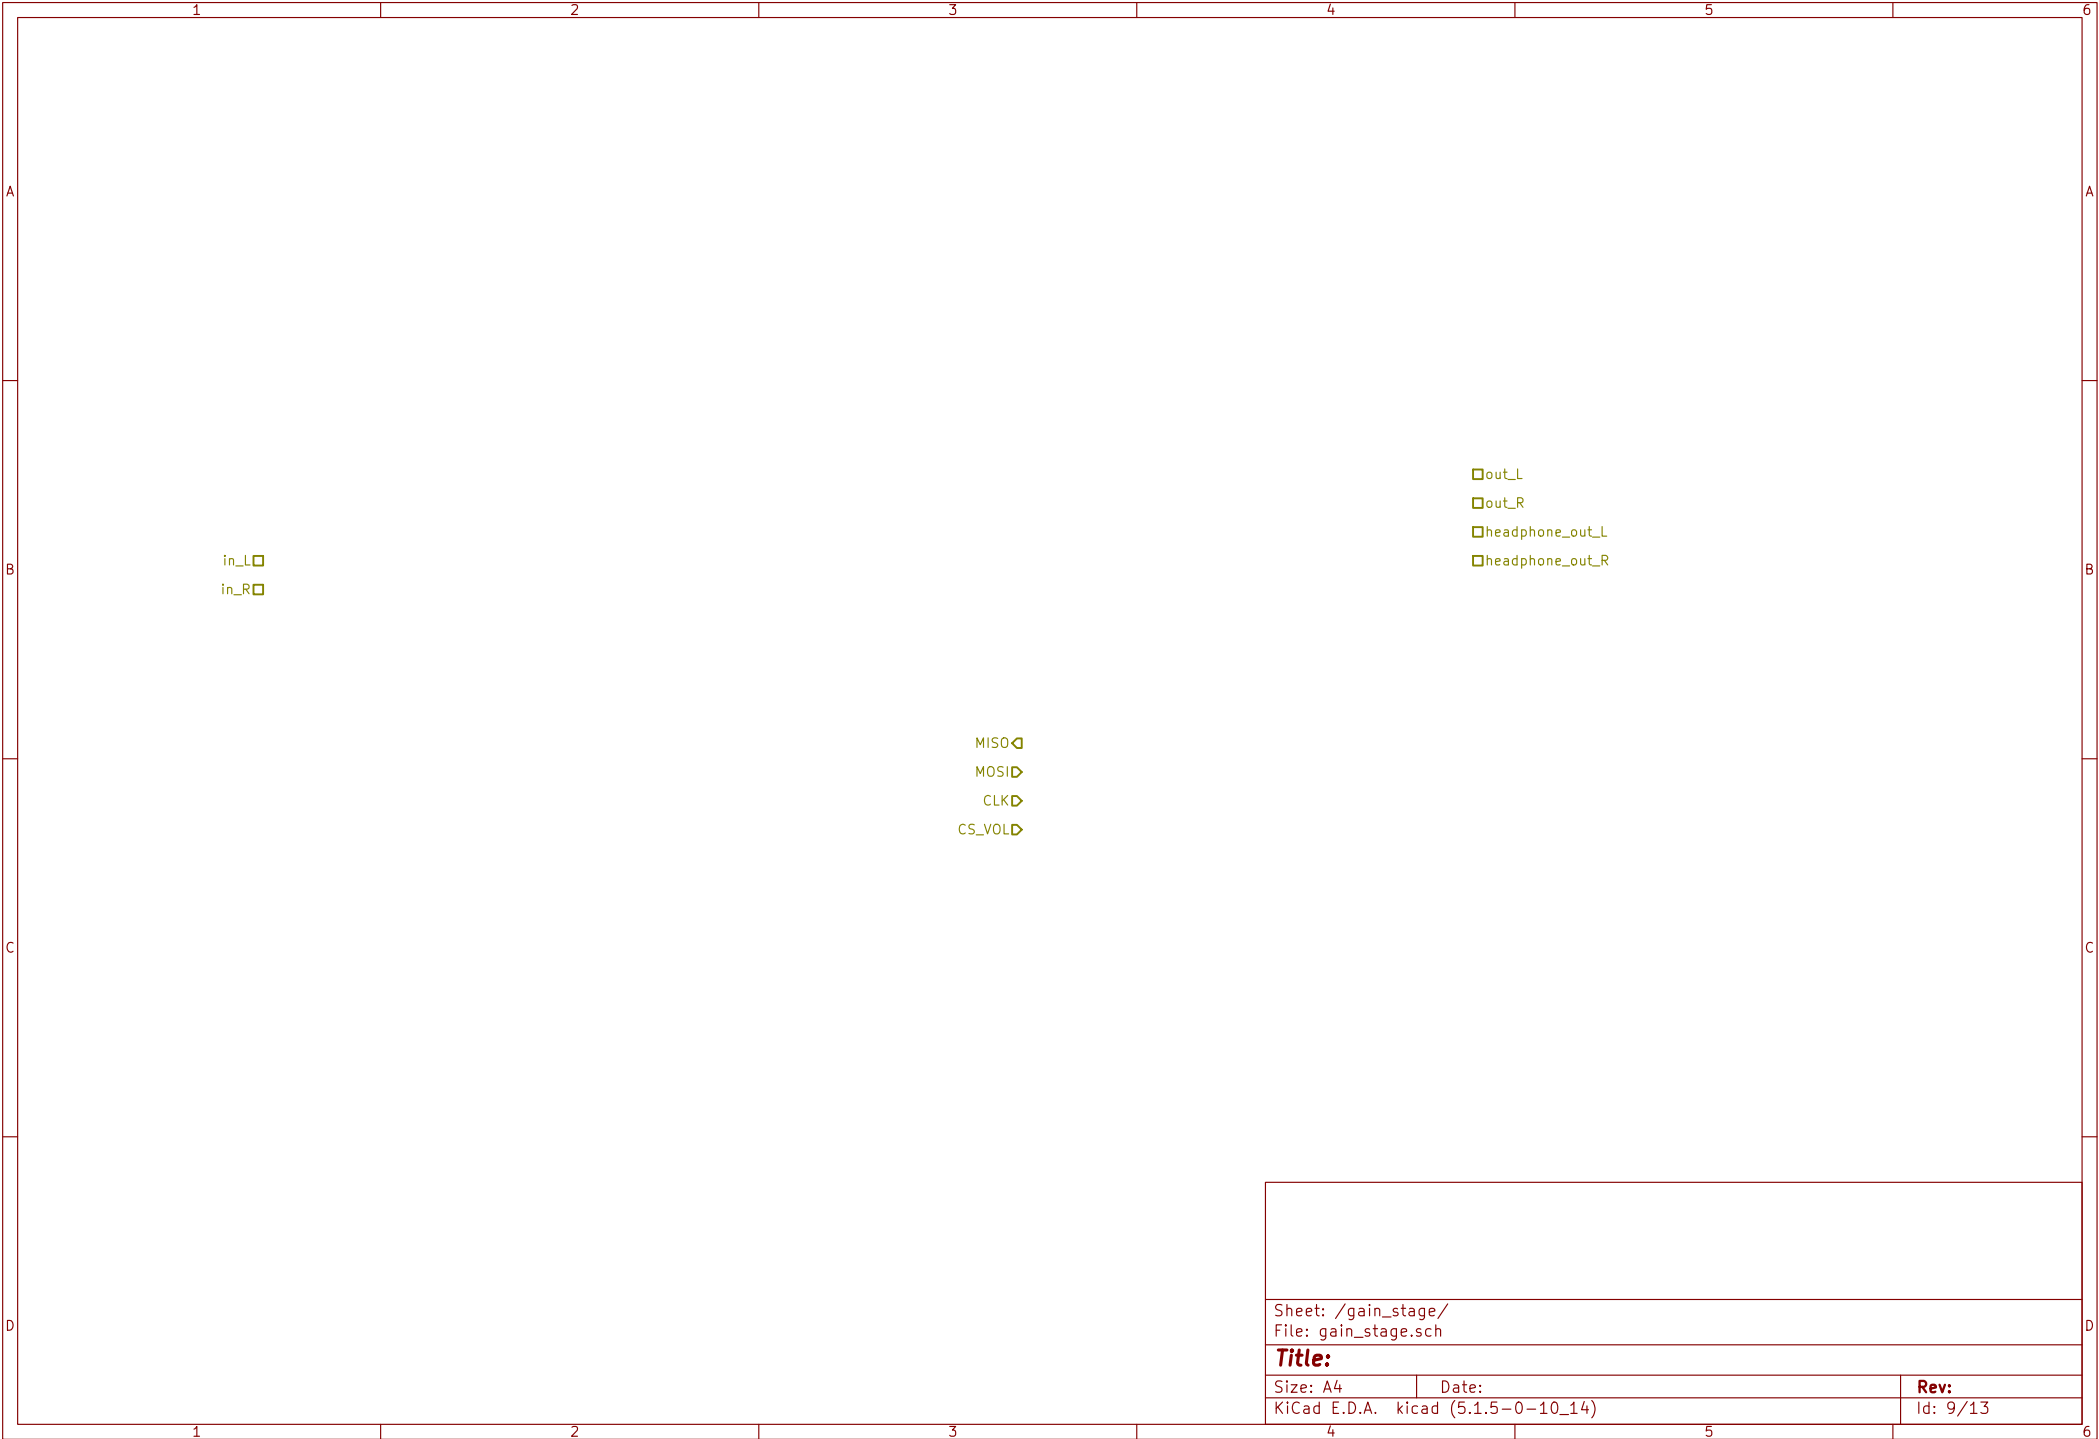 1 2 3 4 5 6
A A
out_L
out_R
headphone_out_L
in_L headphone_out_R
B B
in_R
MISO
MOSI
CLK
CS_VOL
C C
Sheet: /gain_stage/
D D
File: gain_stage.sch
Title:
Size: A4 Date: Rev:
KiCad E.D.A. kicad (5.1.5-0-10_14) Id: 9/13
1 2 3 4 5 6